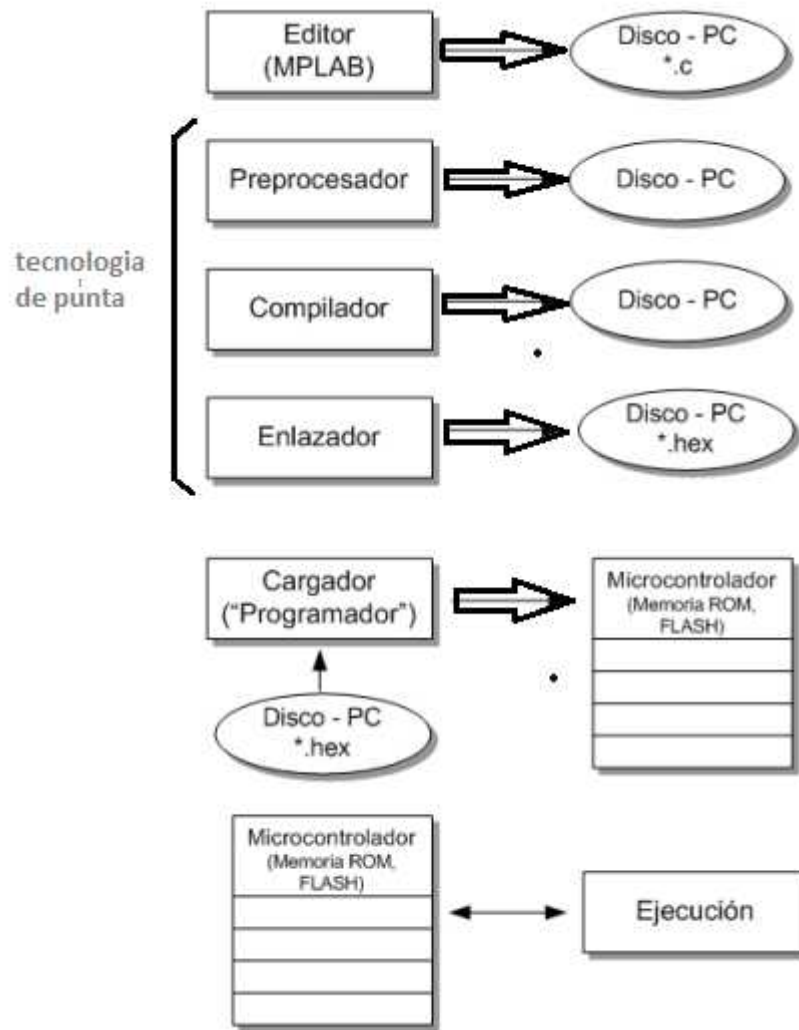 Editor
(MPLAB)
Disco - PC
*.c
Preprocesador
Disco - PC
tecnologia
de punta
Compilador
Disco - PC
Enlazador
Disco - PC
*.hex
Cargador
("Programador")
Microcontrolador
(Memoria ROM,
FLASH)
Disco - PC
*.hex
Microcontrolador
(Memoria ROM,
FLASH)
Ejecución